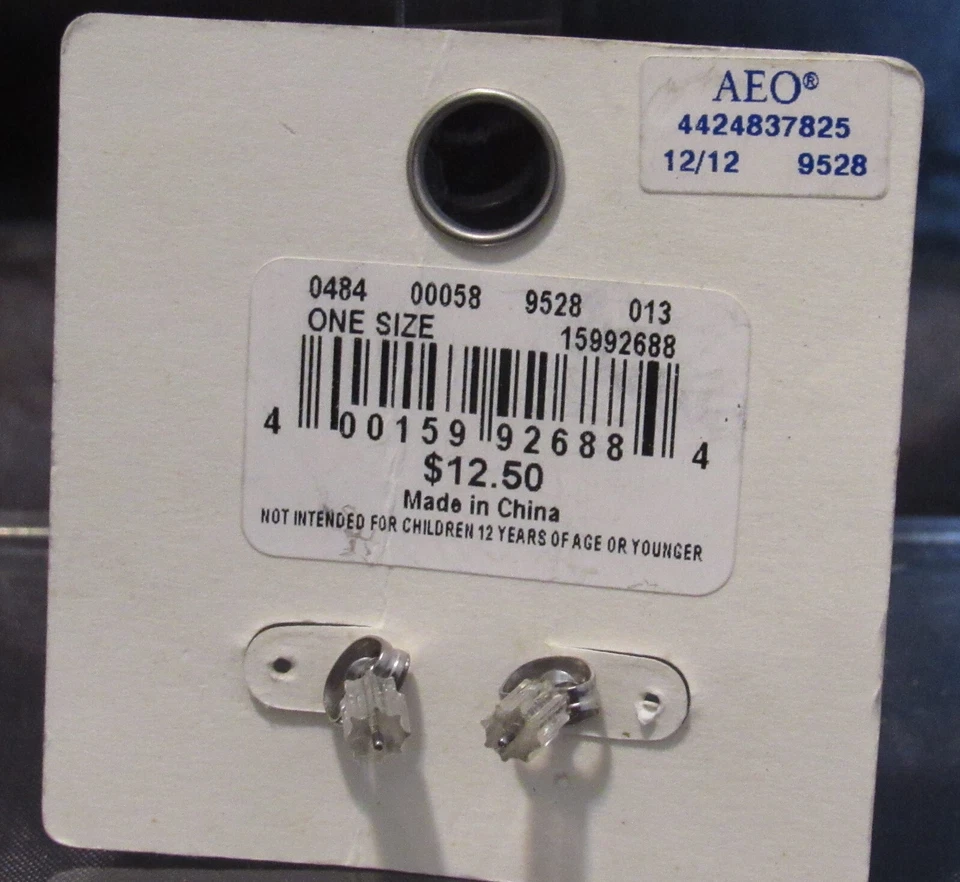 AEO®
4424837825
12/12 9528
0484 00058 9528 013
ONE SIZE 15992688
4 00159 92688 4
$12.50
Made in China
NOT INTENDED FOR CHILDREN 12 YEARS OF AGE OR YOUNGER